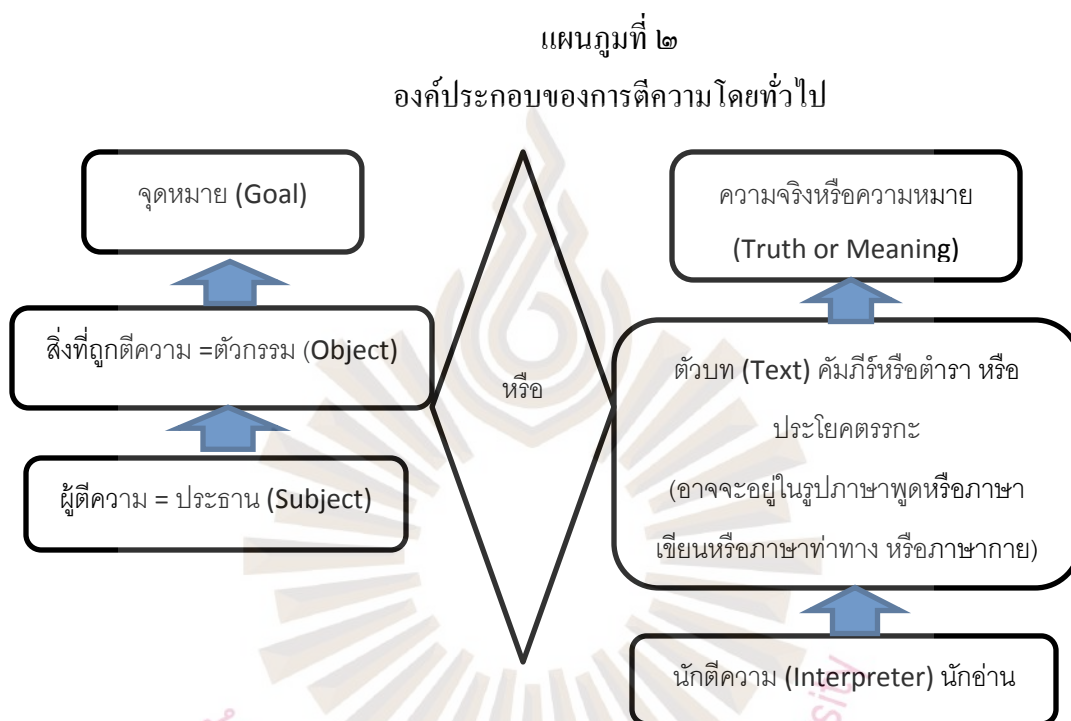 แผนภูมที่ ๒
องค์ประกอบของการตีความโดยทั่วไป
จุดหมาย (Goal)
สิ่งที่ถูกตีความ =ตัวกรรม (Object)
ผู้ตีความ = ประธาน (Subject)
หรือ
ความจริงหรือความหมาย
(Truth or Meaning)
ตัวบท (Text) คัมภีร์หรือตำรา หรือ
ประโยคตรรกะ
(อาจจะอยู่ในรูปภาษาพูดหรือภาษา
เขียนหรือภาษาท่าทาง หรือภาษากาย)
นักตีความ (Interpreter) นักอ่าน